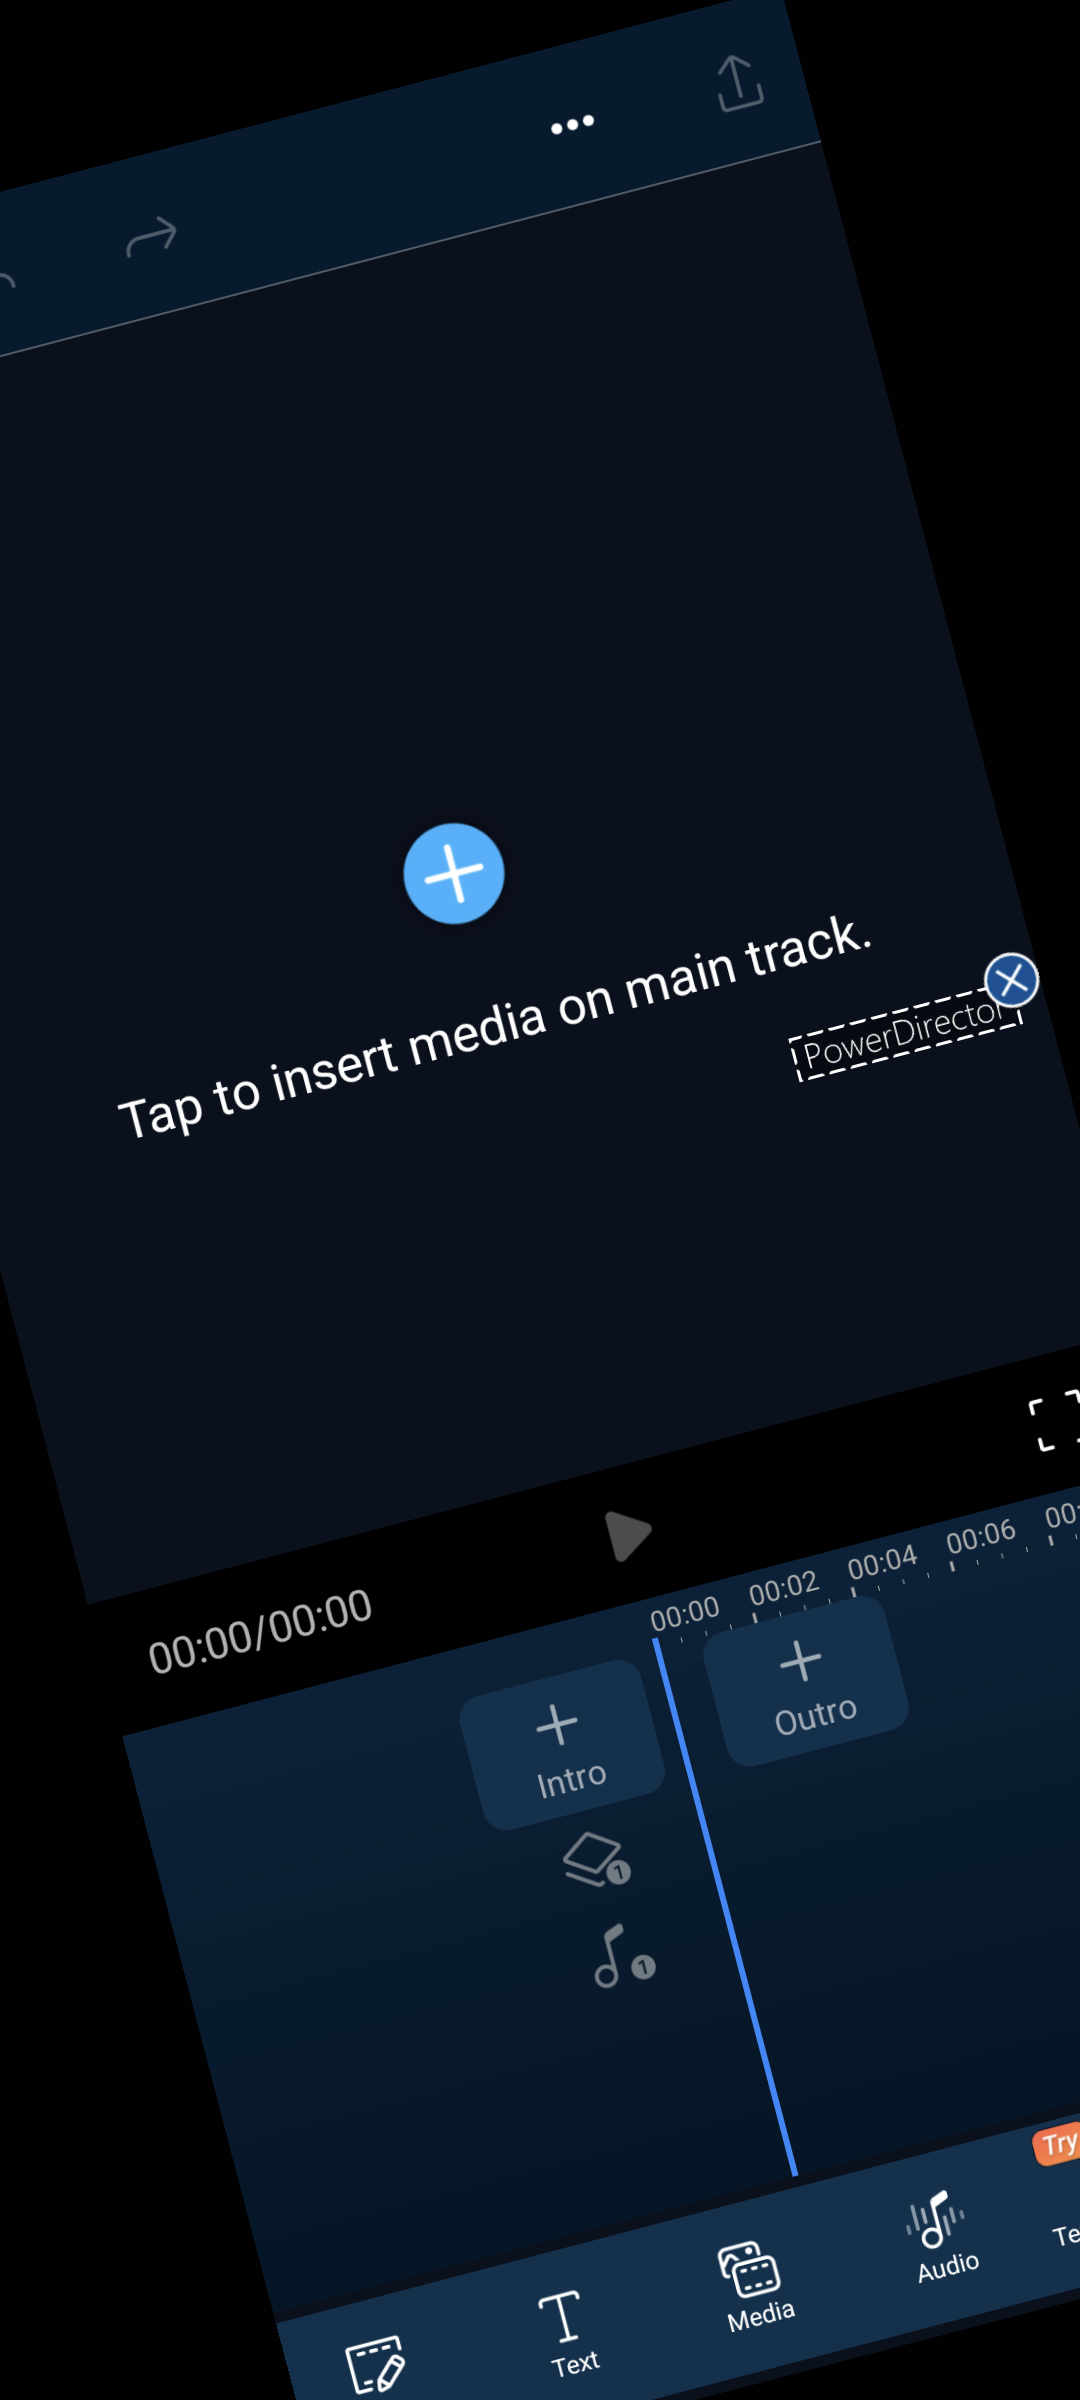 Tap to insert media on main track.
PowerDirector
00:00/00:00
00:00 00:02 00:04 00:06 00:
Intro
Outro
1
1
Try
Text
Media
Audio
Te